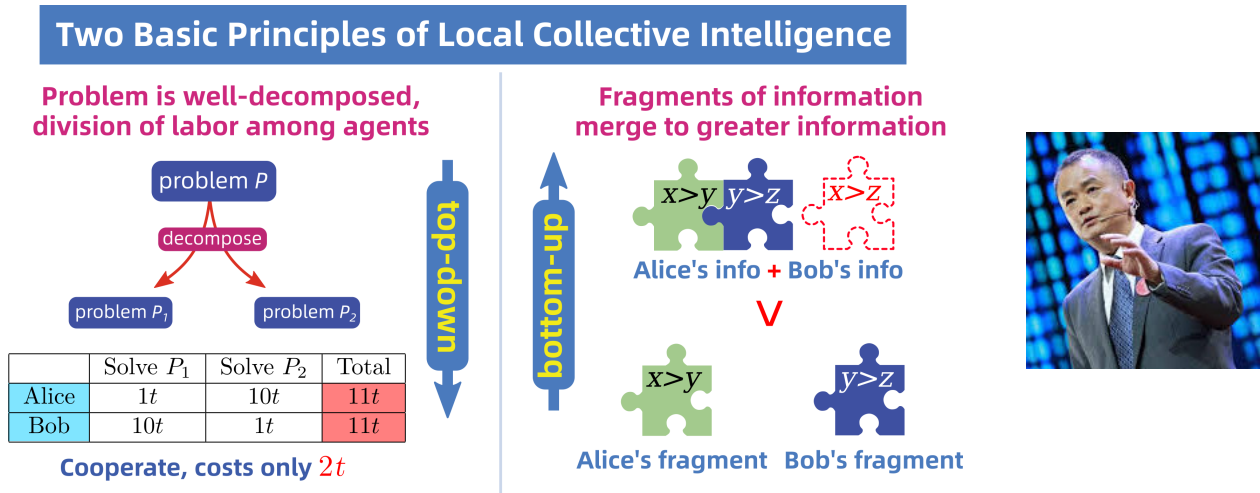 Two Basic Principles of Local Collective Intelligence
Problem is well-decomposed,
division of labor among agents
problem P
decompose
problem P₁
problem P₂
Solve P₁ Solve P₂ Total
Alice 1t 10t 11t
Bob 10t 1t 11t
Cooperate, costs only 2t
top-down
Fragments of information
merge to greater information
bottom-up
x>y y>z x>z
Alice's info + Bob's info
x>y y>z
Alice's fragment Bob's fragment